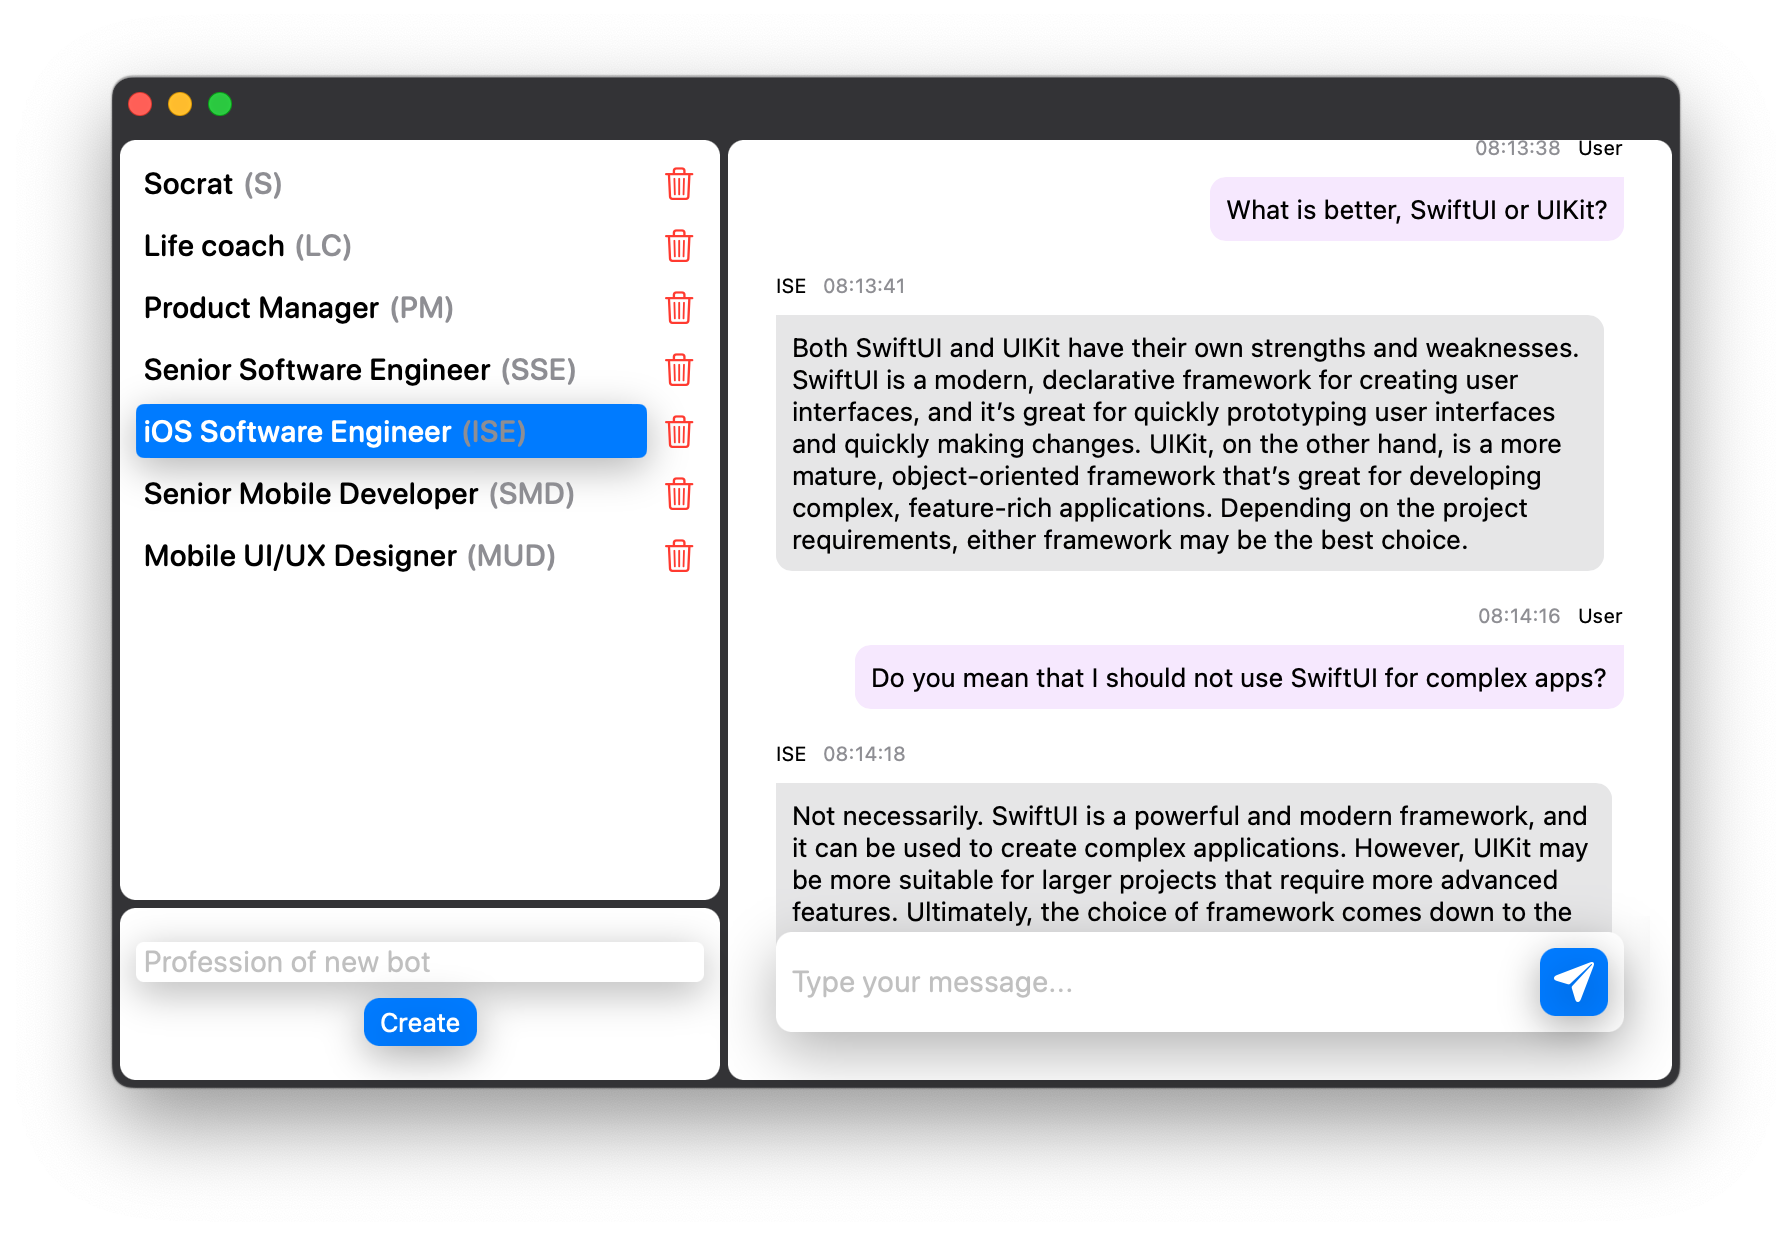 Socrat (S)
Life coach (LC)
Product Manager (PM)
Senior Software Engineer (SSE)
iOS Software Engineer (ISE)
Senior Mobile Developer (SMD)
Mobile UI/UX Designer (MUD)
Profession of new bot
Create
08:13:38 User
What is better, SwiftUI or UIKit?
ISE 08:13:41
Both SwiftUI and UIKit have their own strengths and weaknesses.
SwiftUI is a modern, declarative framework for creating user
interfaces, and it’s great for quickly prototyping user interfaces
and quickly making changes. UIKit, on the other hand, is a more
mature, object-oriented framework that’s great for developing
complex, feature-rich applications. Depending on the project
requirements, either framework may be the best choice.
08:14:16 User
Do you mean that I should not use SwiftUI for complex apps?
ISE 08:14:18
Not necessarily. SwiftUI is a powerful and modern framework, and
it can be used to create complex applications. However, UIKit may
be more suitable for larger projects that require more advanced
features. Ultimately, the choice of framework comes down to the
Type your message...